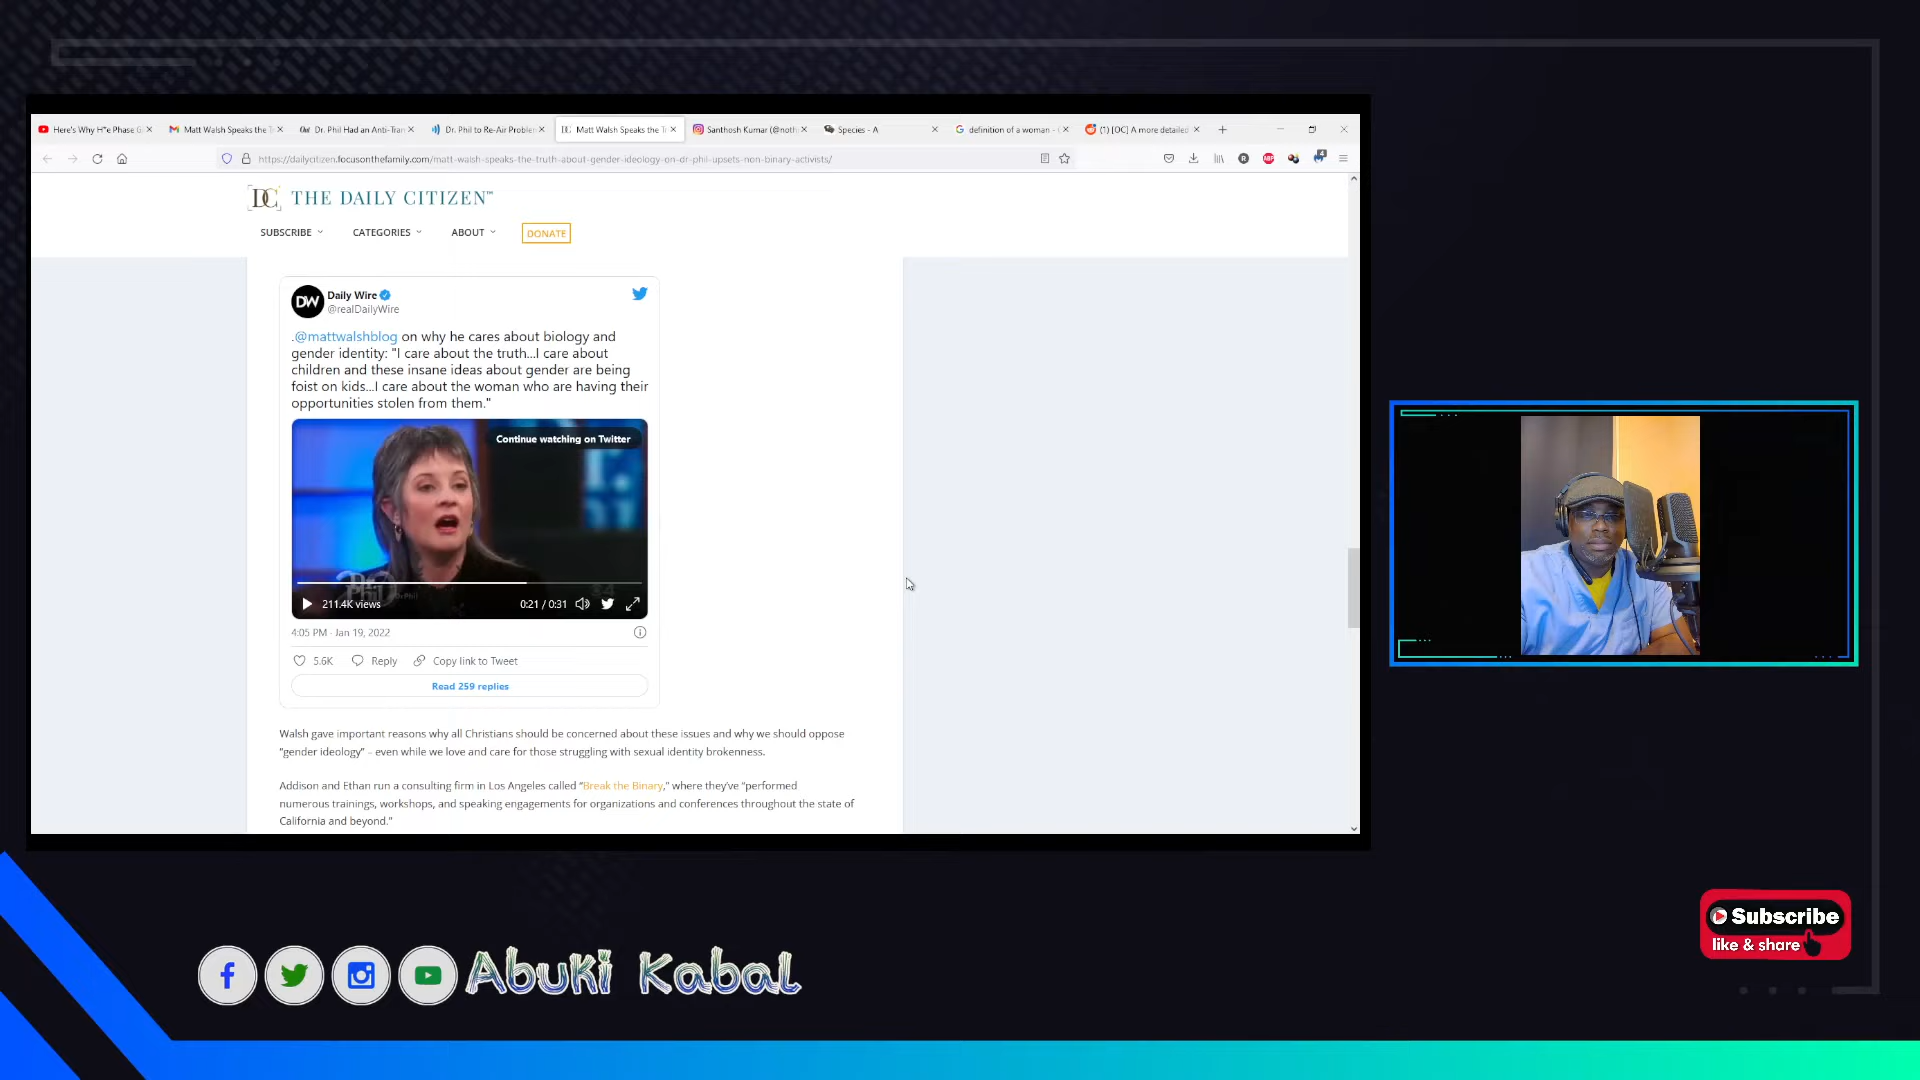 Here's Why H*e Phase G
Matt Walsh Speaks the T
Dr. Phil Had an Anti-Tran
Dr. Phil to Re-Air Problem
Matt Walsh Speaks the T
Santhosh Kumar (@noth
Species - A
definition of a woman -
(1) [OC] A more detailed
https://dailycitizen.focusonthefamily.com/matt-walsh-speaks-the-truth-about-gender-ideology-on-dr-phil-upsets-non-binary-activists/
DC THE DAILY CITIZEN™
SUBSCRIBE
CATEGORIES
ABOUT
DONATE
DW
Daily Wire
@realDailyWire
.@mattwalshblog on why he cares about biology and
gender identity: "I care about the truth...I care about
children and these insane ideas about gender are being
foist on kids...I care about the woman who are having their
opportunities stolen from them."
Continue watching on Twitter
Dr. Phil
211.4K views
0:21 / 0:31
4:05 PM · Jan 19, 2022
5.6K
Reply
Copy link to Tweet
Read 259 replies
Walsh gave important reasons why all Christians should be concerned about these issues and why we should oppose
"gender ideology" – even while we love and care for those struggling with sexual identity brokenness.
Addison and Ethan run a consulting firm in Los Angeles called "Break the Binary," where they've "performed
numerous trainings, workshops, and speaking engagements for organizations and conferences throughout the state of
California and beyond."
Subscribe
like & share
Abuki Kabal